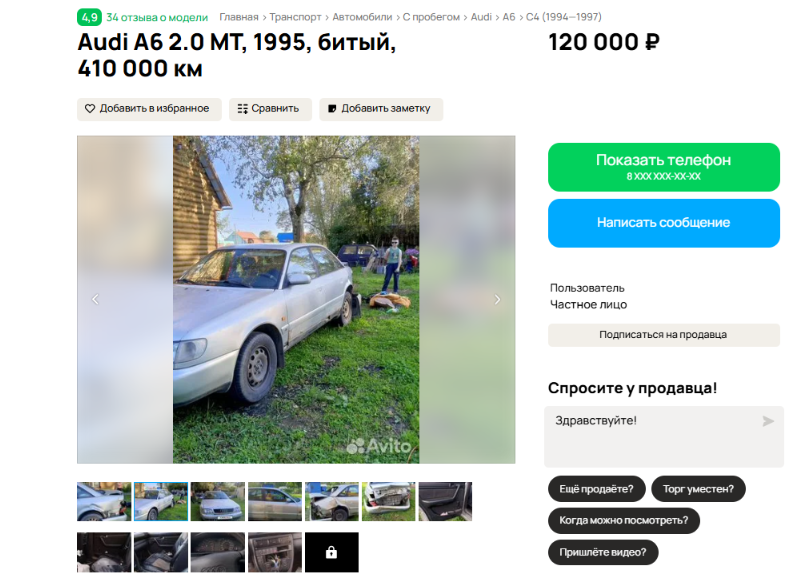 4,9 34 отзыва о модели Главная > Транспорт > Автомобили > С пробегом > Audi > A6 > C4 (1994—1997)
Audi A6 2.0 MT, 1995, битый,
410 000 км
120 000 ₽
Добавить в избранное Сравнить Добавить заметку
Avito
Показать телефон
8 XXX XXX-XX-XX
Написать сообщение
Пользователь
Частное лицо
Подписаться на продавца
Спросите у продавца!
Здравствуйте!
Ещё продаёте? Торг уместен?
Когда можно посмотреть?
Пришлёте видео?